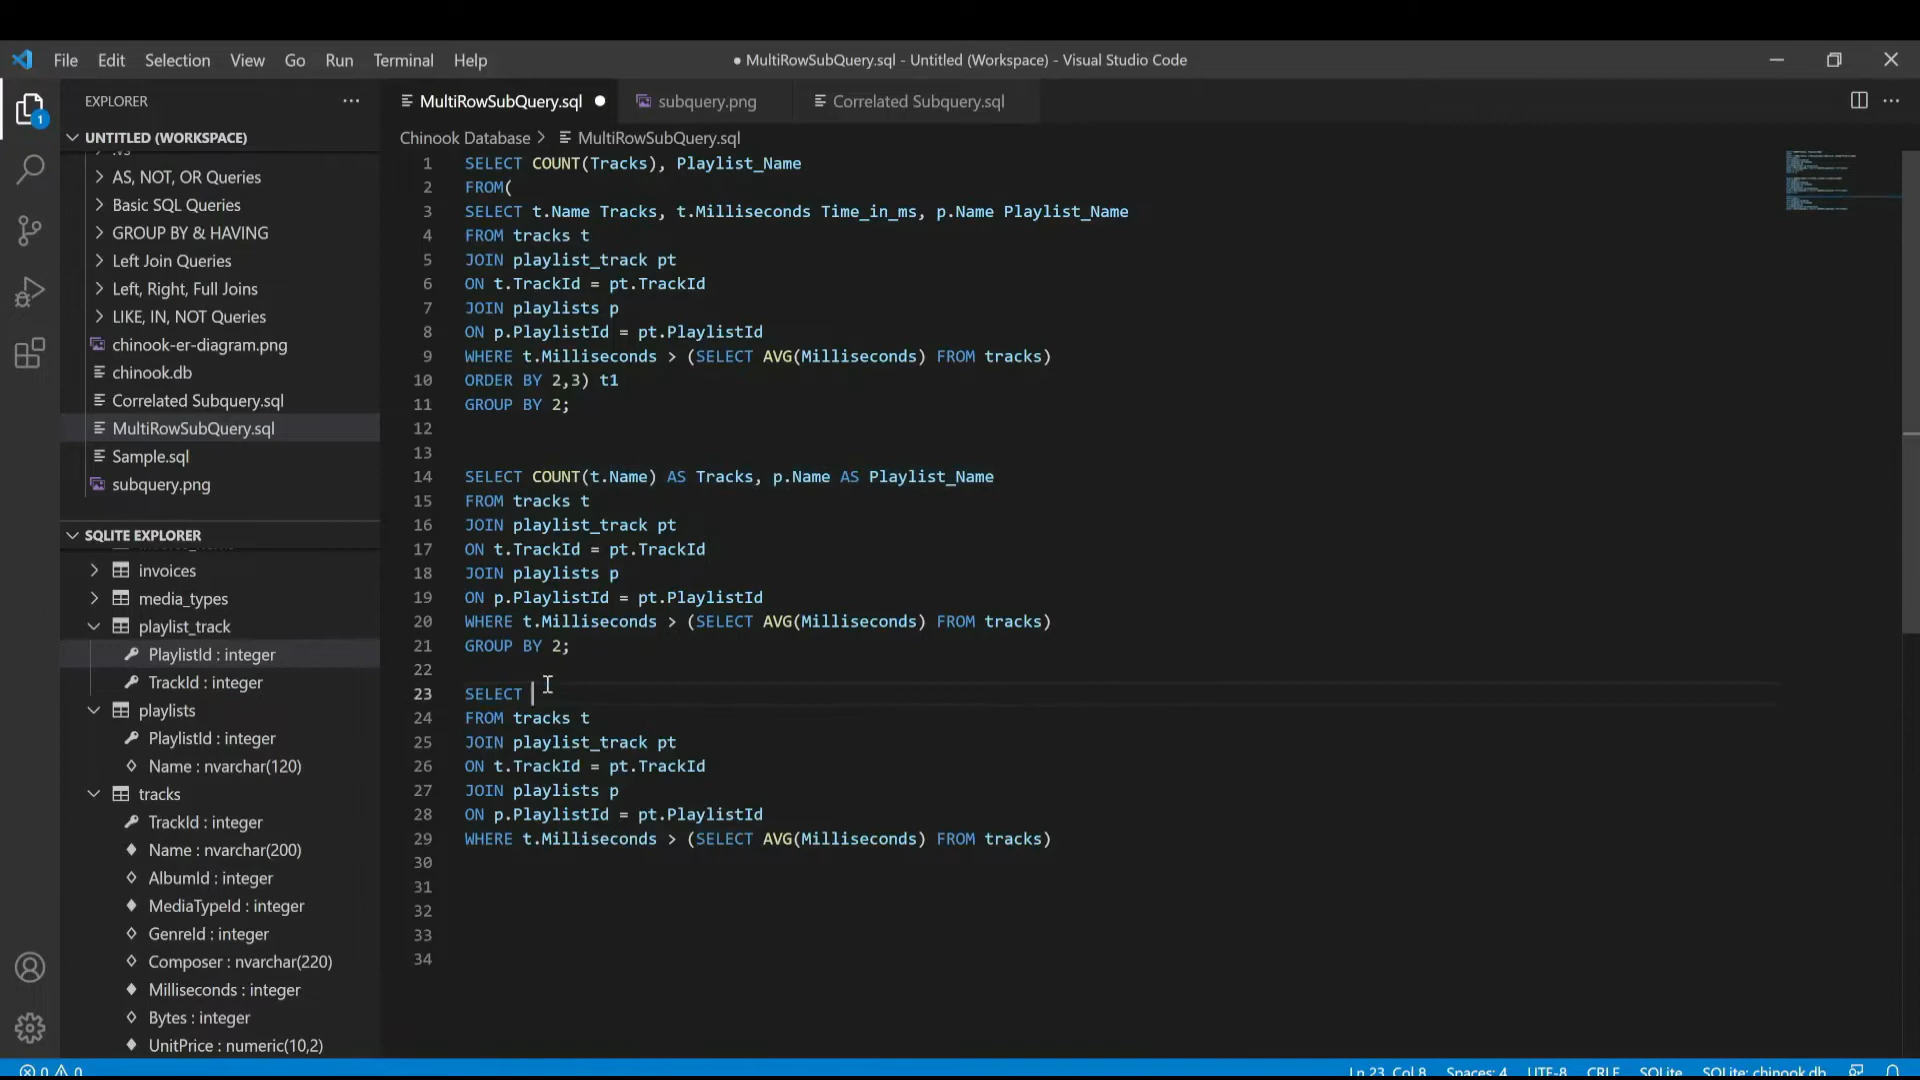 File Edit Selection View Go Run Terminal Help
● MultiRowSubQuery.sql - Untitled (Workspace) - Visual Studio Code
EXPLORER
MultiRowSubQuery.sql
subquery.png
Correlated Subquery.sql
UNTITLED (WORKSPACE)
Chinook Database > MultiRowSubQuery.sql
AS, NOT, OR Queries
Basic SQL Queries
GROUP BY & HAVING
Left Join Queries
Left, Right, Full Joins
LIKE, IN, NOT Queries
chinook-er-diagram.png
chinook.db
Correlated Subquery.sql
MultiRowSubQuery.sql
Sample.sql
subquery.png
SQLITE EXPLORER
invoices
media_types
playlist_track
PlaylistId : integer
TrackId : integer
playlists
PlaylistId : integer
Name : nvarchar(120)
tracks
TrackId : integer
Name : nvarchar(200)
AlbumId : integer
MediaTypeId : integer
GenreId : integer
Composer : nvarchar(220)
Milliseconds : integer
Bytes : integer
UnitPrice : numeric(10,2)
1 SELECT COUNT(Tracks), Playlist_Name
2 FROM(
3 SELECT t.Name Tracks, t.Milliseconds Time_in_ms, p.Name Playlist_Name
4 FROM tracks t
5 JOIN playlist_track pt
6 ON t.TrackId = pt.TrackId
7 JOIN playlists p
8 ON p.PlaylistId = pt.PlaylistId
9 WHERE t.Milliseconds > (SELECT AVG(Milliseconds) FROM tracks)
10 ORDER BY 2,3) t1
11 GROUP BY 2;
12
13
14 SELECT COUNT(t.Name) AS Tracks, p.Name AS Playlist_Name
15 FROM tracks t
16 JOIN playlist_track pt
17 ON t.TrackId = pt.TrackId
18 JOIN playlists p
19 ON p.PlaylistId = pt.PlaylistId
20 WHERE t.Milliseconds > (SELECT AVG(Milliseconds) FROM tracks)
21 GROUP BY 2;
22
23 SELECT
24 FROM tracks t
25 JOIN playlist_track pt
26 ON t.TrackId = pt.TrackId
27 JOIN playlists p
28 ON p.PlaylistId = pt.PlaylistId
29 WHERE t.Milliseconds > (SELECT AVG(Milliseconds) FROM tracks)
30
31
32
33
34
1
0 0 Ln 23, Col 8 Spaces: 4 UTF-8 CRLF SQLite SQLite: chinook.db